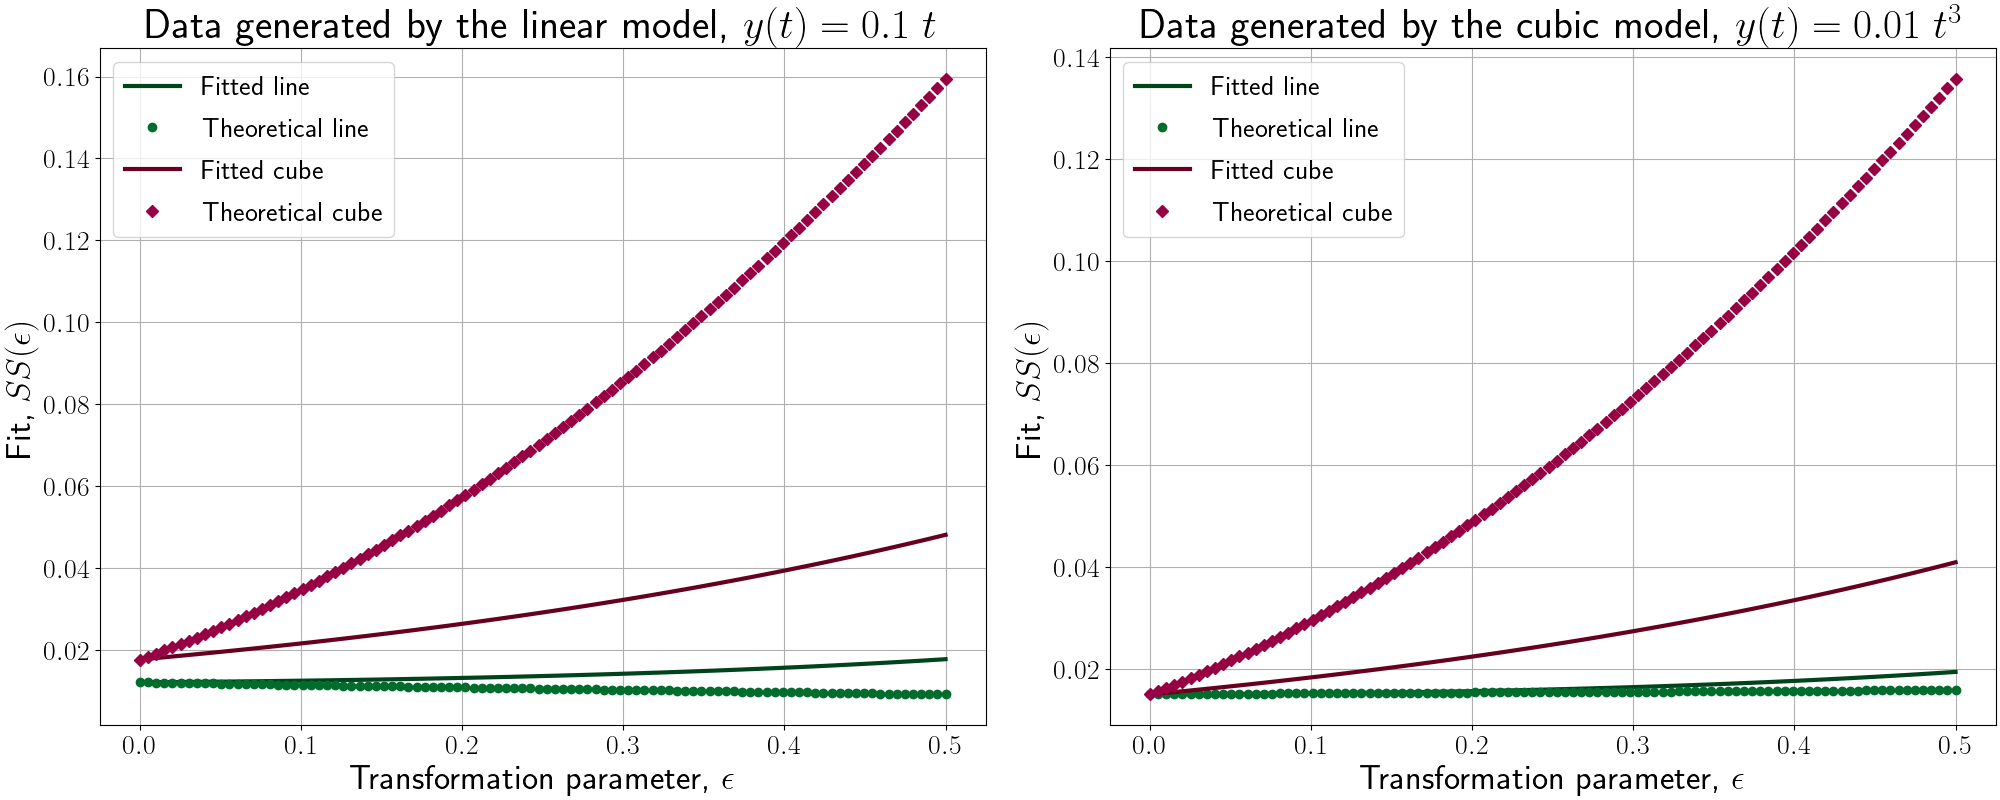 Data generated by the linear model, y(t) = 0.1 t
Fitted line
Theoretical line
Fitted cube
Theoretical cube
0.16
0.14
0.12
0.10
0.08
0.06
0.04
0.02
Fit, SS(ϵ)
0.0 0.1 0.2 0.3 0.4 0.5
Transformation parameter, ϵ
Data generated by the cubic model, y(t) = 0.01 t³
Fitted line
Theoretical line
Fitted cube
Theoretical cube
0.14
0.12
0.10
0.08
0.06
0.04
0.02
Fit, SS(ϵ)
0.0 0.1 0.2 0.3 0.4 0.5
Transformation parameter, ϵ